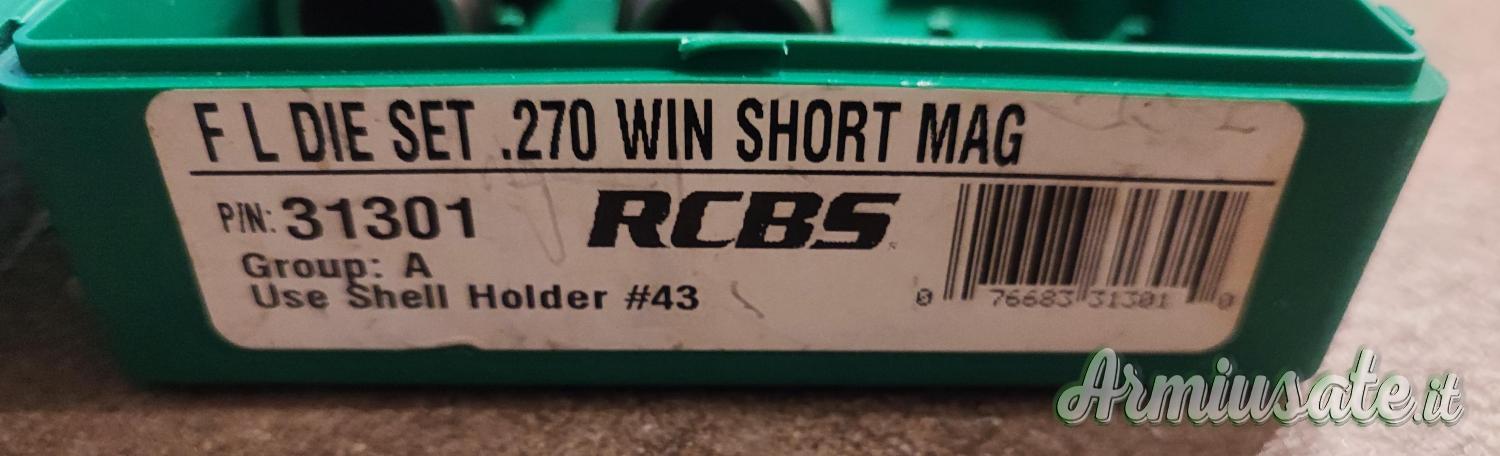 F L DIE SET .270 WIN SHORT MAG
P/N: 31301
RCBS
Group: A
Use Shell Holder #43
0 76683 31301 0
Armiusate.it